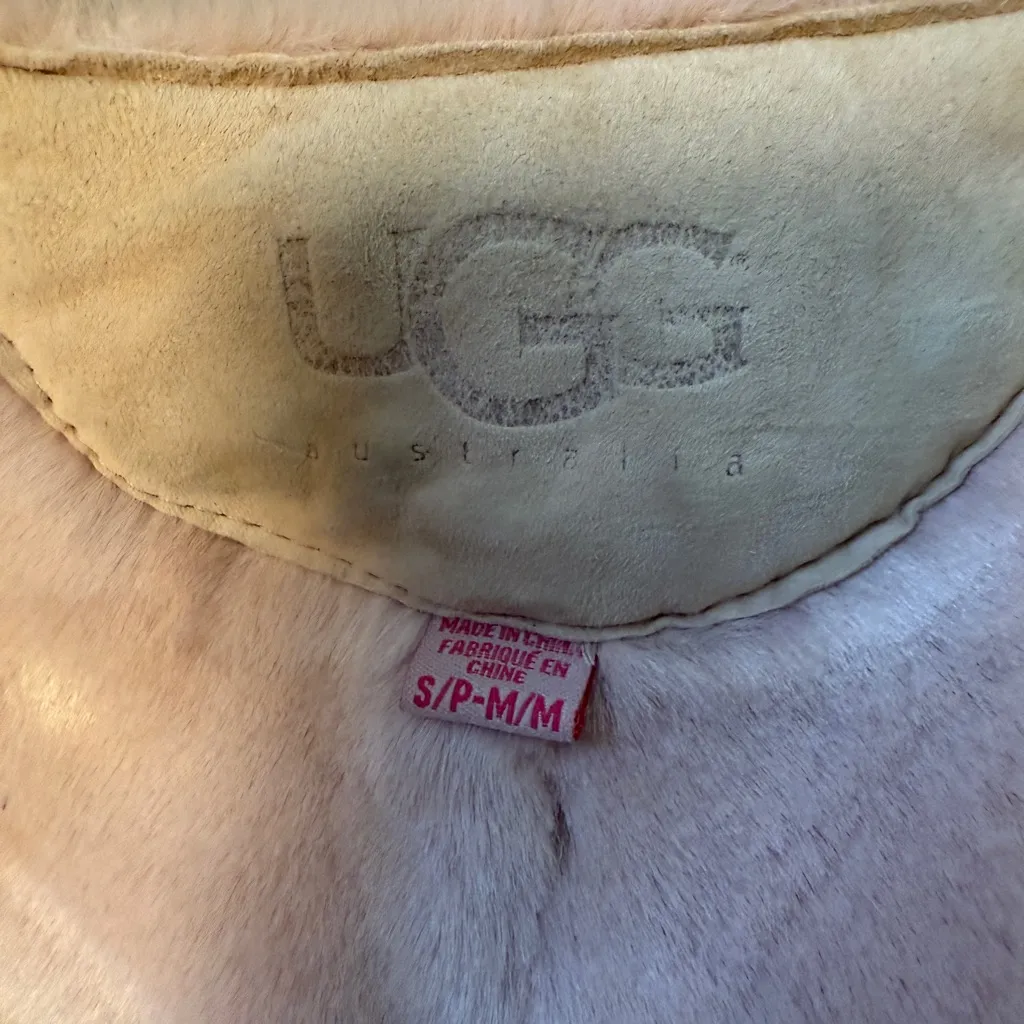 UGG
australia
MADE IN CHINA
FABRIQUÉ EN
CHINE
S/P-M/M